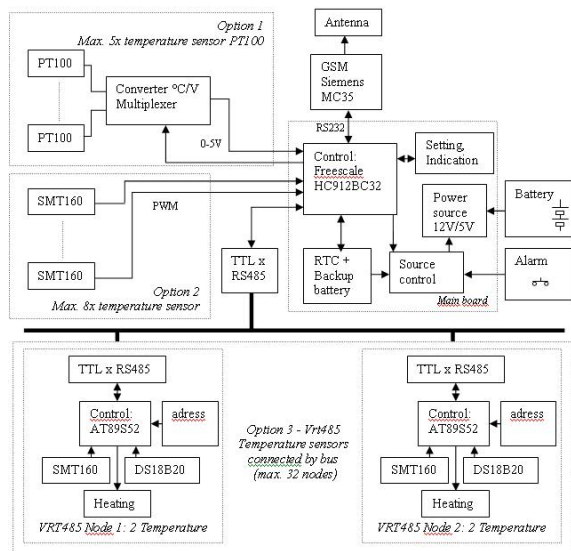 Option 1
Max. 5x temperature sensor PT100
PT100
PT100
Converter ºC/V
Multiplexer
0-5V
Antenna
GSM
Siemens
MC35
RS232
Control:
Freescale
HC912BC32
Setting,
Indication
Power
source
12V/5V
Battery
Alarm
RTC +
Backup
battery
Source
control
Main board
SMT160
PWM
SMT160
Option 2
Max. 8x temperature sensor
TTL x
RS485
TTL x RS485
Control:
AT89S52
adress
SMT160
DS18B20
Heating
VRT485 Node 1: 2 Temperature
Option 3 - Vrt485
Temperature sensors
connected by bus
(max. 32 nodes)
TTL x RS485
Control:
AT89S52
adress
SMT160
DS18B20
Heating
VRT485 Node 2: 2 Temperature